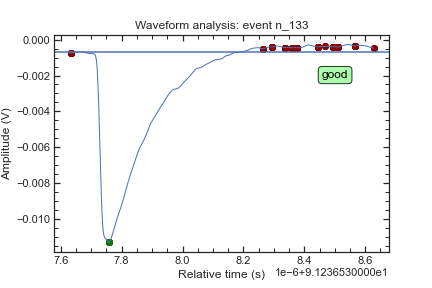 Waveform analysis: event n_133
0.000
−0.002
−0.004
−0.006
−0.008
−0.010
Amplitude (V)
good
7.6
7.8
8.0
8.2
8.4
8.6
Relative time (s)
1e-6+9.1236530000e1